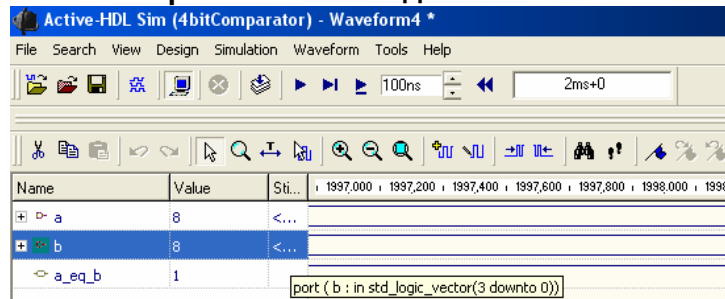 Active-HDL Sim (4bitComparator) - Waveform4 *
File Search View Design Simulation Waveform Tools Help
100ns 2ms+0
Name Value Sti... 1997,000 1997,200 1997,400 1997,600 1997,800 1998,000
a 8 <...
b 8 <...
a_eq_b 1
port ( b : in std_logic_vector(3 downto 0))